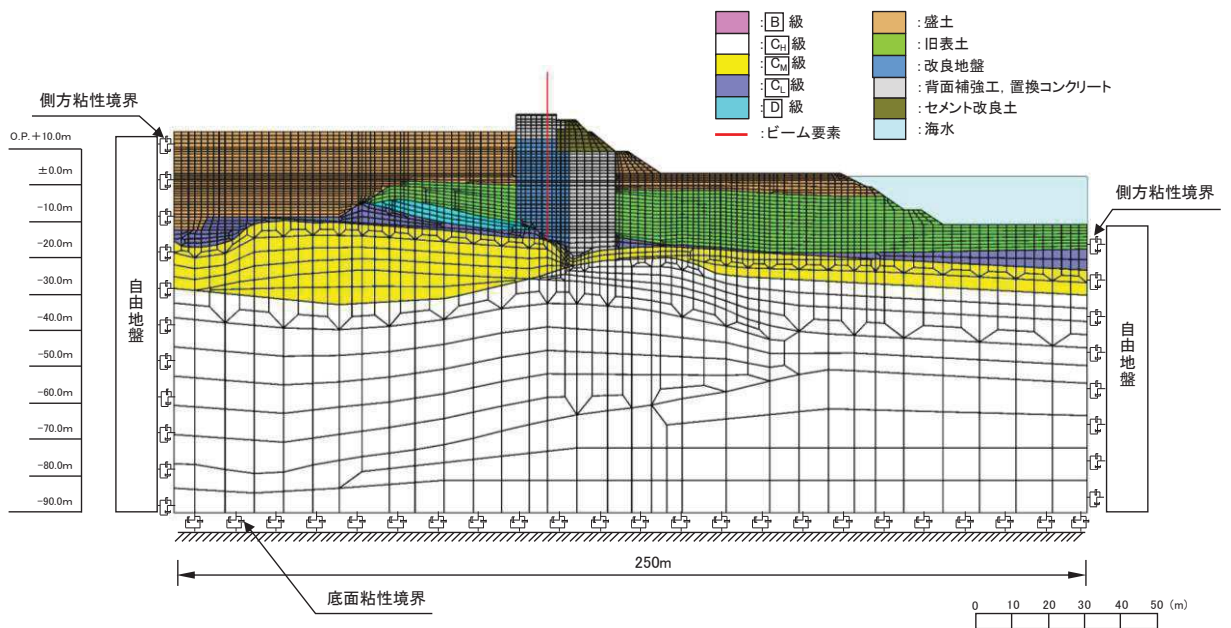 B 級
CH 級
CM 級
CL 級
D 級
:ビーム要素
:盛土
:旧表土
:改良地盤
:背面補強工, 置換コンクリート
:セメント改良土
:海水
側方粘性境界
O.P.+10.0m
±0.0m
-10.0m
-20.0m
-30.0m
-40.0m
-50.0m
-60.0m
-70.0m
-80.0m
-90.0m
自由地盤
側方粘性境界
自由地盤
250m
底面粘性境界
0 10 20 30 40 50 (m)